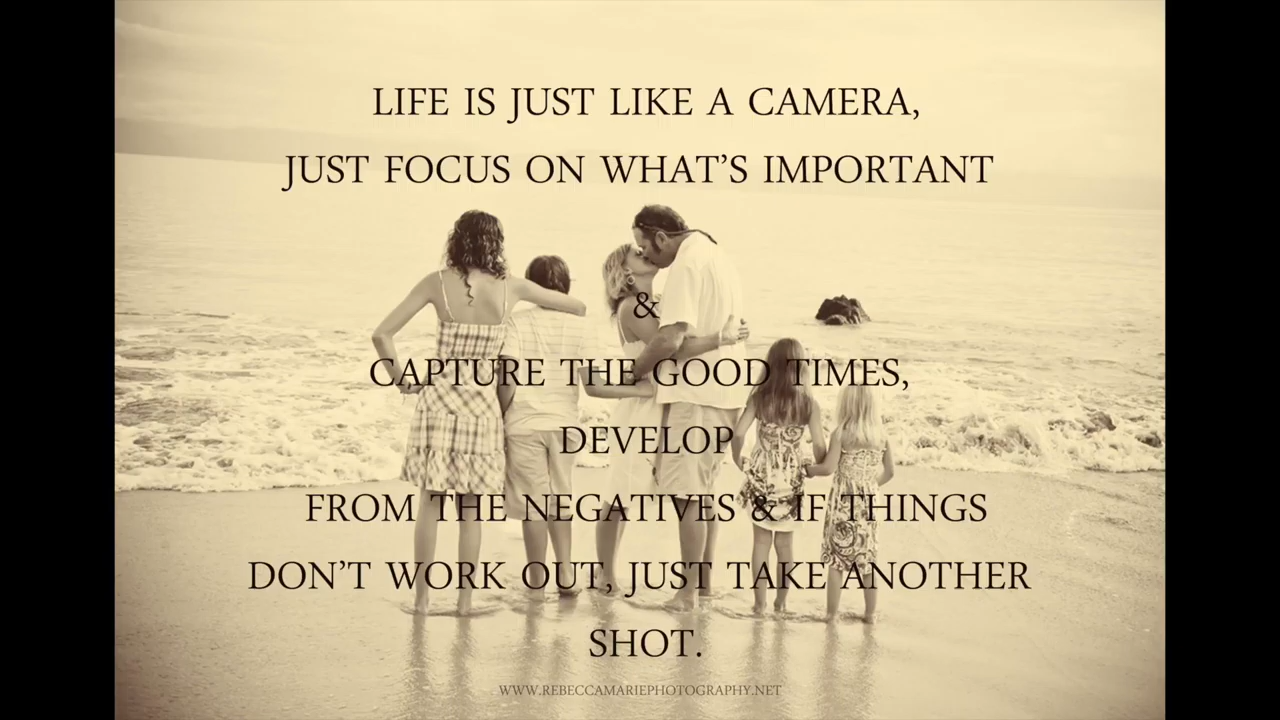 LIFE IS JUST LIKE A CAMERA,
JUST FOCUS ON WHAT'S IMPORTANT
&
CAPTURE THE GOOD TIMES,
DEVELOP
FROM THE NEGATIVES & IF THINGS
DON'T WORK OUT, JUST TAKE ANOTHER
SHOT.
WWW.REBECCAMARIEPHOTOGRAPHY.NET